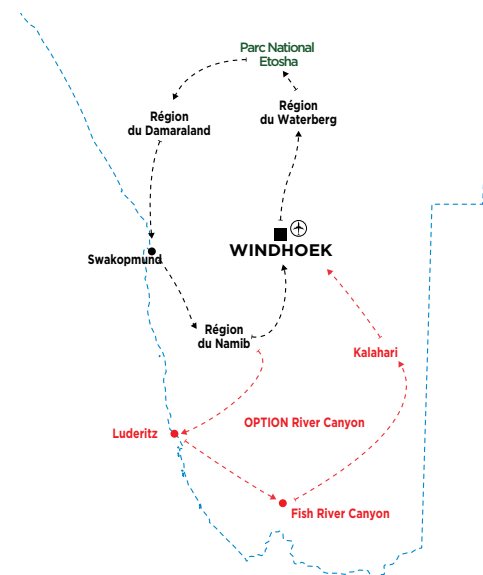 Parc National
Etosha
Région
du Damaraland
Région
du Waterberg
Swakopmund
WINDHOEK
Région
du Namib
Kalahari
OPTION River Canyon
Luderitz
Fish River Canyon